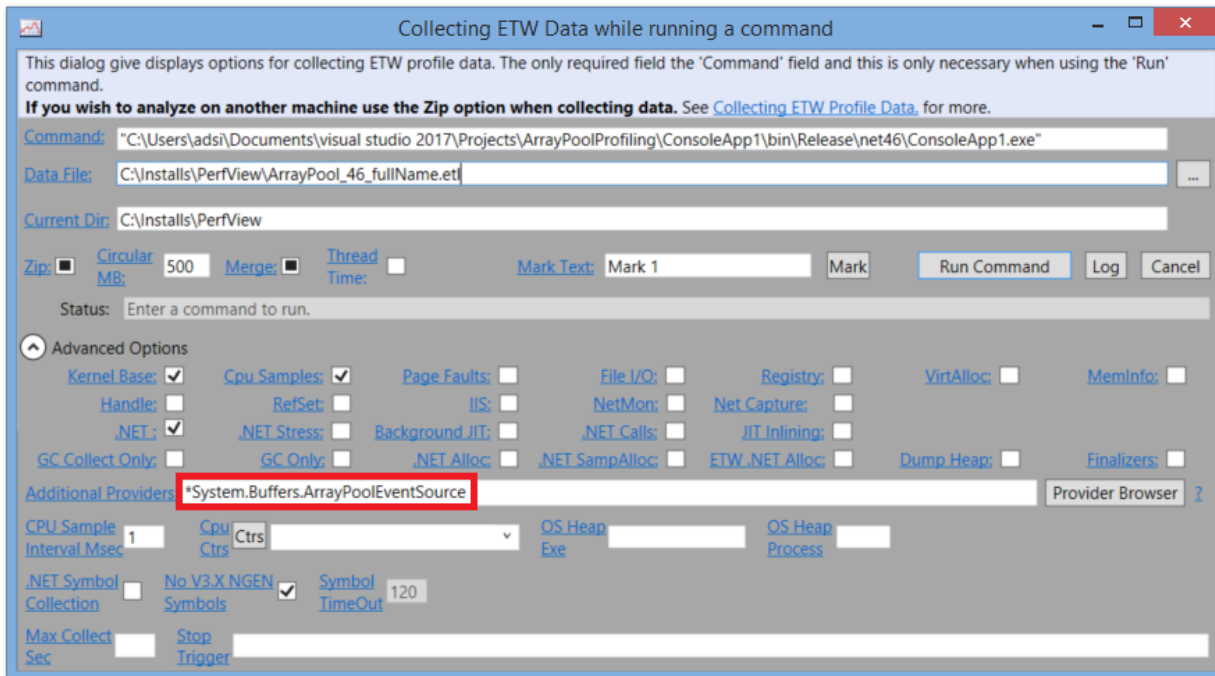 Collecting ETW Data while running a command
This dialog give displays options for collecting ETW profile data. The only required field the 'Command' field and this is only necessary when using the 'Run'
command.
If you wish to analyze on another machine use the Zip option when collecting data. See Collecting ETW Profile Data. for more.
Command: "C:\Users\adsi\Documents\visual studio 2017\Projects\ArrayPoolProfiling\ConsoleApp1\bin\Release\net46\ConsoleApp1.exe"
Data File: C:\Installs\PerfView\ArrayPool_46_fullName.etl ...
Current Dir: C:\Installs\PerfView
Zip: Circular MB: 500 Merge: Thread Time: Mark Text: Mark 1 Mark Run Command Log Cancel
Status: Enter a command to run.
Advanced Options
Kernel Base: Cpu Samples: Page Faults: File I/O: Registry: VirtAlloc: MemInfo:
Handle: RefSet: IIS: NetMon: Net Capture:
.NET : .NET Stress: Background JIT: .NET Calls: JIT Inlining:
GC Collect Only: GC Only: .NET Alloc: .NET SampAlloc: ETW .NET Alloc: Dump Heap: Finalizers:
Additional Providers: *System.Buffers.ArrayPoolEventSource Provider Browser ?
CPU Sample Interval Msec 1 Cpu Ctrs Ctrs OS Heap Exe OS Heap Process
.NET Symbol Collection No V3.X NGEN Symbols Symbol TimeOut 120
Max Collect Sec Stop Trigger